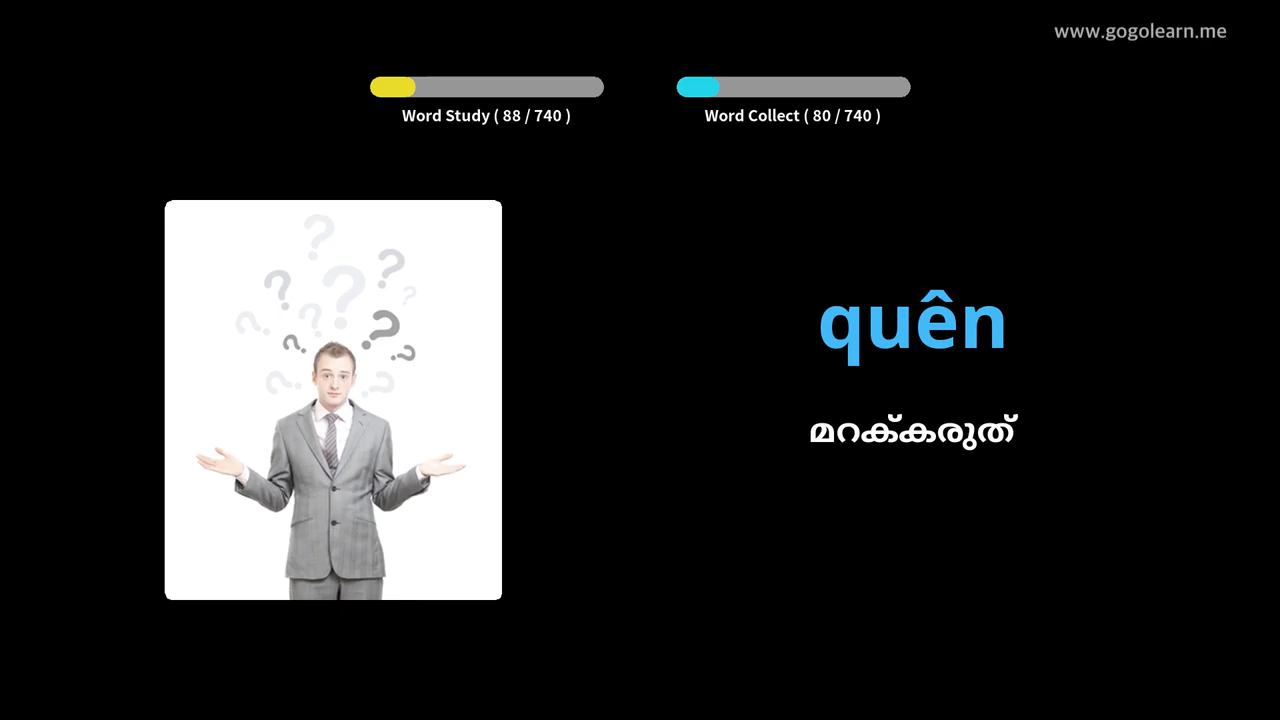 www.gogolearn.me
Word Study ( 88 / 740 )
Word Collect ( 80 / 740 )
quên
മറക്കരുത്